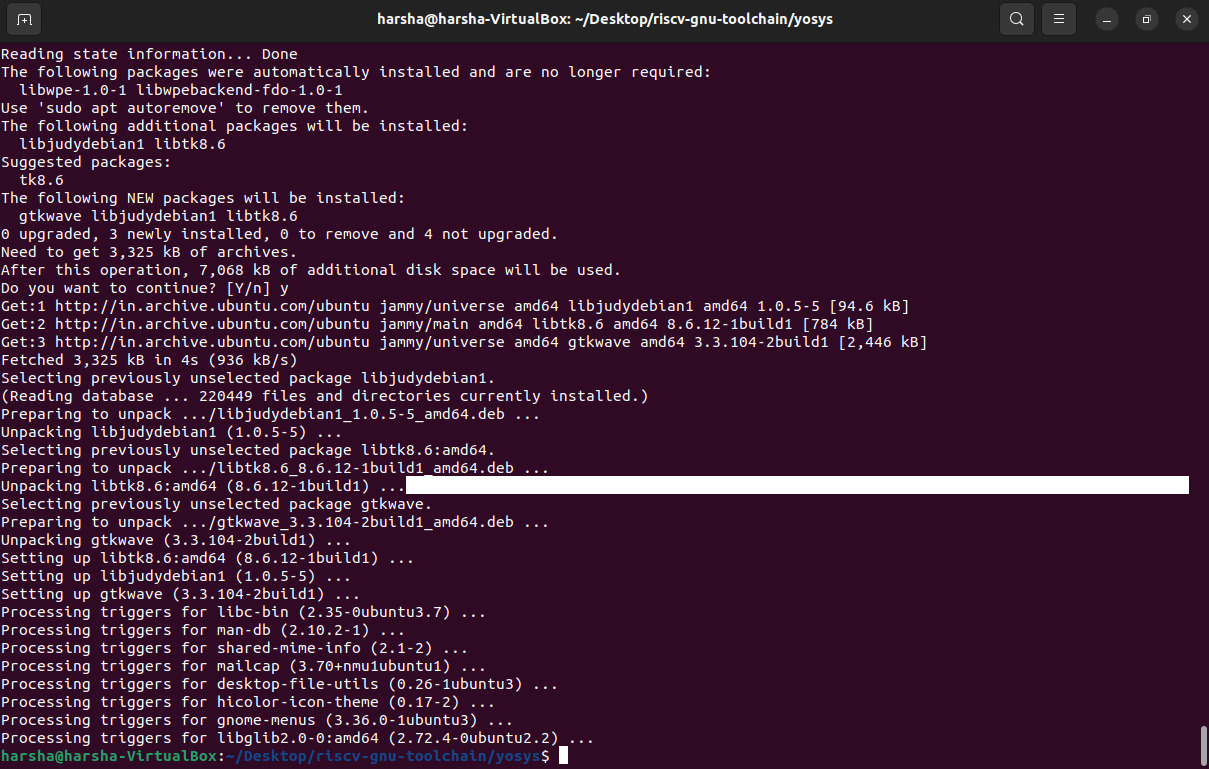 harsha@harsha-VirtualBox: ~/Desktop/riscv-gnu-toolchain/yosys
Reading state information... Done
The following packages were automatically installed and are no longer required:
  libwpe-1.0-1 libwpebackend-fdo-1.0-1
Use 'sudo apt autoremove' to remove them.
The following additional packages will be installed:
  libjudydebian1 libtk8.6
Suggested packages:
  tk8.6
The following NEW packages will be installed:
  gtkwave libjudydebian1 libtk8.6
0 upgraded, 3 newly installed, 0 to remove and 4 not upgraded.
Need to get 3,325 kB of archives.
After this operation, 7,068 kB of additional disk space will be used.
Do you want to continue? [Y/n] y
Get:1 http://in.archive.ubuntu.com/ubuntu jammy/universe amd64 libjudydebian1 amd64 1.0.5-5 [94.6 kB]
Get:2 http://in.archive.ubuntu.com/ubuntu jammy/main amd64 libtk8.6 amd64 8.6.12-1build1 [784 kB]
Get:3 http://in.archive.ubuntu.com/ubuntu jammy/universe amd64 gtkwave amd64 3.3.104-2build1 [2,446 kB]
Fetched 3,325 kB in 4s (936 kB/s)
Selecting previously unselected package libjudydebian1.
(Reading database ... 220449 files and directories currently installed.)
Preparing to unpack .../libjudydebian1_1.0.5-5_amd64.deb ...
Unpacking libjudydebian1 (1.0.5-5) ...
Selecting previously unselected package libtk8.6:amd64.
Preparing to unpack .../libtk8.6_8.6.12-1build1_amd64.deb ...
Unpacking libtk8.6:amd64 (8.6.12-1build1) ...
Selecting previously unselected package gtkwave.
Preparing to unpack .../gtkwave_3.3.104-2build1_amd64.deb ...
Unpacking gtkwave (3.3.104-2build1) ...
Setting up libtk8.6:amd64 (8.6.12-1build1) ...
Setting up libjudydebian1 (1.0.5-5) ...
Setting up gtkwave (3.3.104-2build1) ...
Processing triggers for libc-bin (2.35-0ubuntu3.7) ...
Processing triggers for man-db (2.10.2-1) ...
Processing triggers for shared-mime-info (2.1-2) ...
Processing triggers for mailcap (3.70+nmu1ubuntu1) ...
Processing triggers for desktop-file-utils (0.26-1ubuntu3) ...
Processing triggers for hicolor-icon-theme (0.17-2) ...
Processing triggers for gnome-menus (3.36.0-1ubuntu3) ...
Processing triggers for libglib2.0-0:amd64 (2.72.4-0ubuntu2.2) ...
harsha@harsha-VirtualBox:~/Desktop/riscv-gnu-toolchain/yosys$